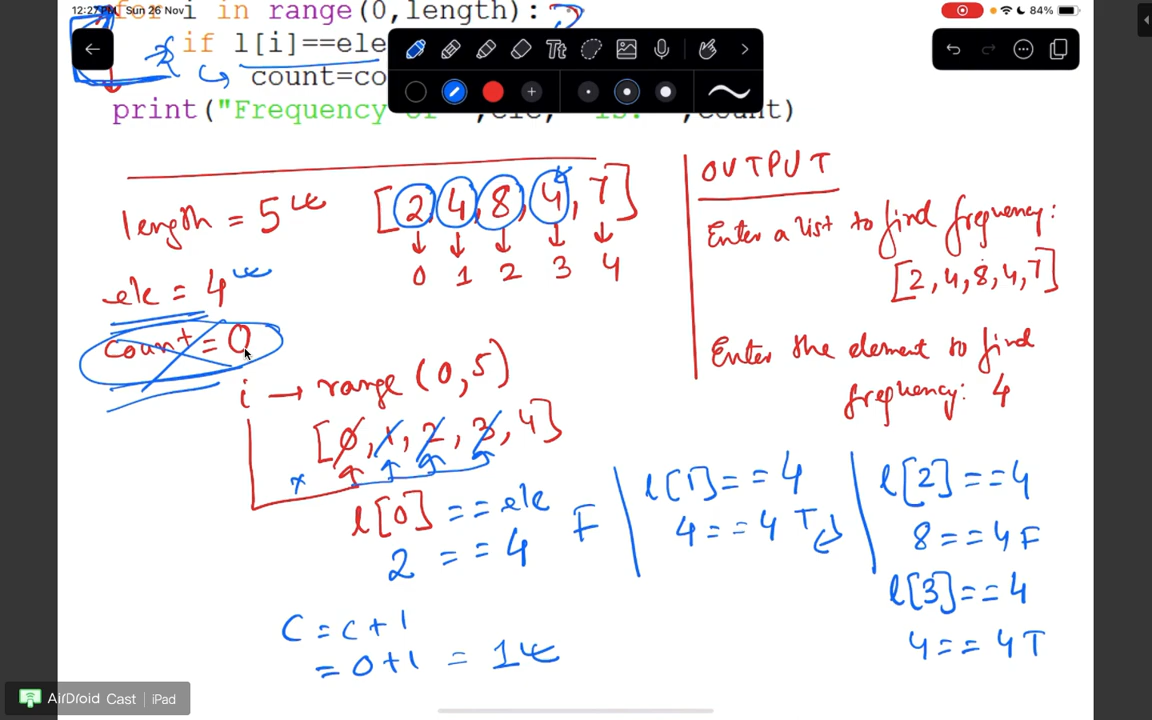 12:27 PM Sun 26 Nov
84%
for i in range(0,length):
if l[i]==ele
Tt
count=co
print("Frequency of ",ele," is: ",count)
length = 5
[2, 4, 8, 4, 7]
0 1 2 3 4
ele = 4
count = 0
i → range (0,5)
[0, 1, 2, 3, 4]
l[0] == ele F
2 == 4
C = C + 1
= 0+1 = 1
l[1] == 4
4 == 4 T
OUTPUT
Enter a list to find frequency:
[2, 4, 8, 4, 7]
Enter the element to find
frequency: 4
l[2] == 4
8 == 4 F
l[3] == 4
4 == 4 T
AirDroid Cast | iPad